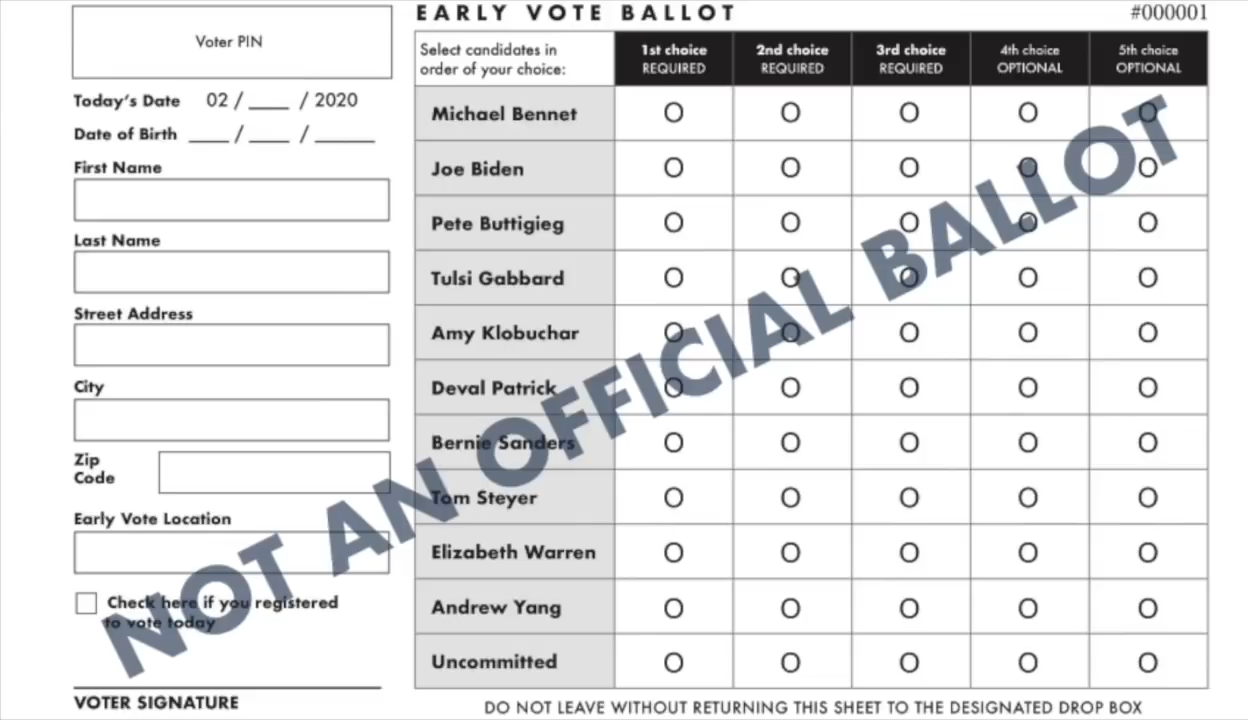 Voter PIN
Today's Date 02 / ____ / 2020
Date of Birth ____ / ____ / ______
First Name
Last Name
Street Address
City
Zip
Code
Early Vote Location
Check here if you registered
to vote today
VOTER SIGNATURE
EARLY VOTE BALLOT
#000001
Select candidates in
order of your choice:
1st choice
REQUIRED
2nd choice
REQUIRED
3rd choice
REQUIRED
4th choice
OPTIONAL
5th choice
OPTIONAL
Michael Bennet O O O O O
Joe Biden O O O O O
Pete Buttigieg O O O O O
Tulsi Gabbard O O O O O
Amy Klobuchar O O O O O
Deval Patrick O O O O O
Bernie Sanders O O O O O
Tom Steyer O O O O O
Elizabeth Warren O O O O O
Andrew Yang O O O O O
Uncommitted O O O O O
DO NOT LEAVE WITHOUT RETURNING THIS SHEET TO THE DESIGNATED DROP BOX
NOT AN OFFICIAL BALLOT